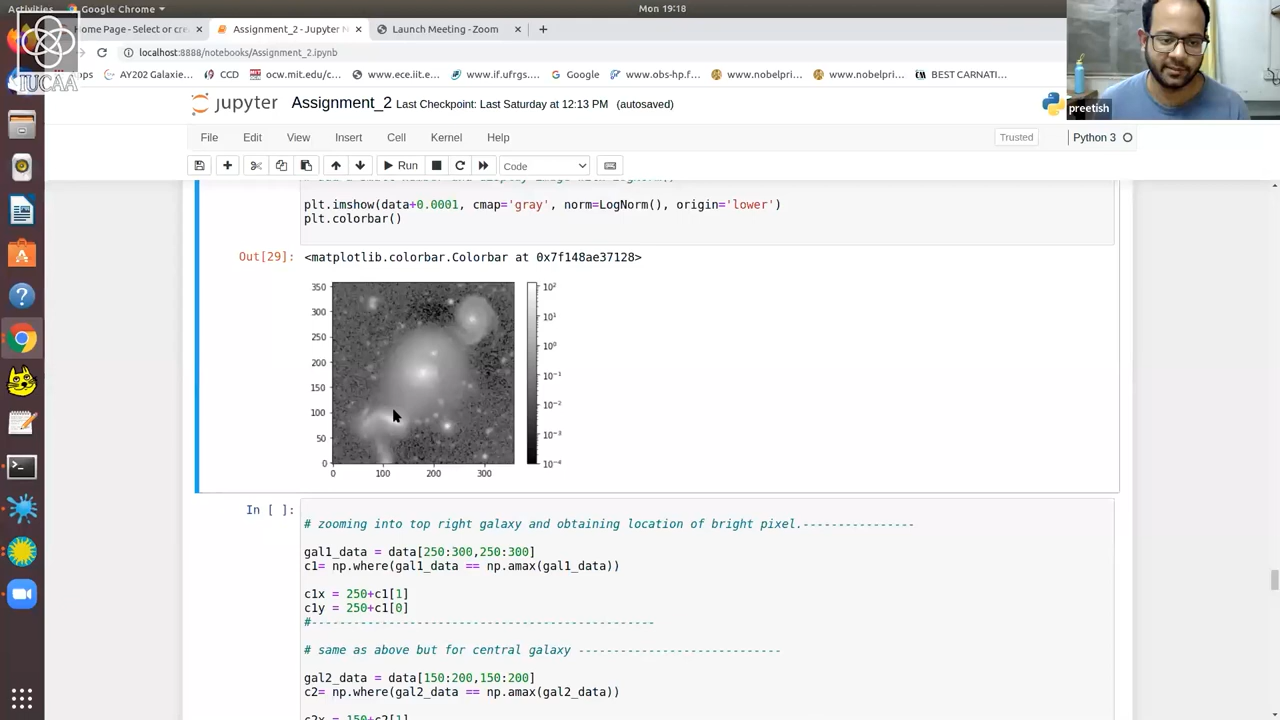 Activities
Google Chrome
Mon 19:18
IUCAA
Home Page - Select or cre
Assignment_2 - Jupyter N
Launch Meeting - Zoom
localhost:8888/notebooks/Assignment_2.ipynb
AY202 Galaxie…
CCD
ocw.mit.edu/c…
www.ece.iit.e…
www.if.ufrgs…
Google
www.obs-hp.f…
www.nobelpri…
www.nobelpri…
BEST CARNATI…
preetish
jupyter
Assignment_2
Last Checkpoint: Last Saturday at 12:13 PM (autosaved)
File Edit View Insert Cell Kernel Help
Trusted
Python 3
Run
Code
plt.imshow(data+0.0001, cmap='gray', norm=LogNorm(), origin='lower')
plt.colorbar()
Out[29]:
<matplotlib.colorbar.Colorbar at 0x7f148ae37128>
350
300
250
200
150
100
50
0
0 100 200 300
10²
10¹
10⁰
10⁻¹
10⁻²
10⁻³
10⁻⁴
In [ ]:
# zooming into top right galaxy and obtaining location of bright pixel.----------------
gal1_data = data[250:300,250:300]
c1= np.where(gal1_data == np.amax(gal1_data))
c1x = 250+c1[1]
c1y = 250+c1[0]
#-------------------------------------------------
# same as above but for central galaxy -----------------------------
gal2_data = data[150:200,150:200]
c2= np.where(gal2_data == np.amax(gal2_data))
c2x = 150+c2[1]